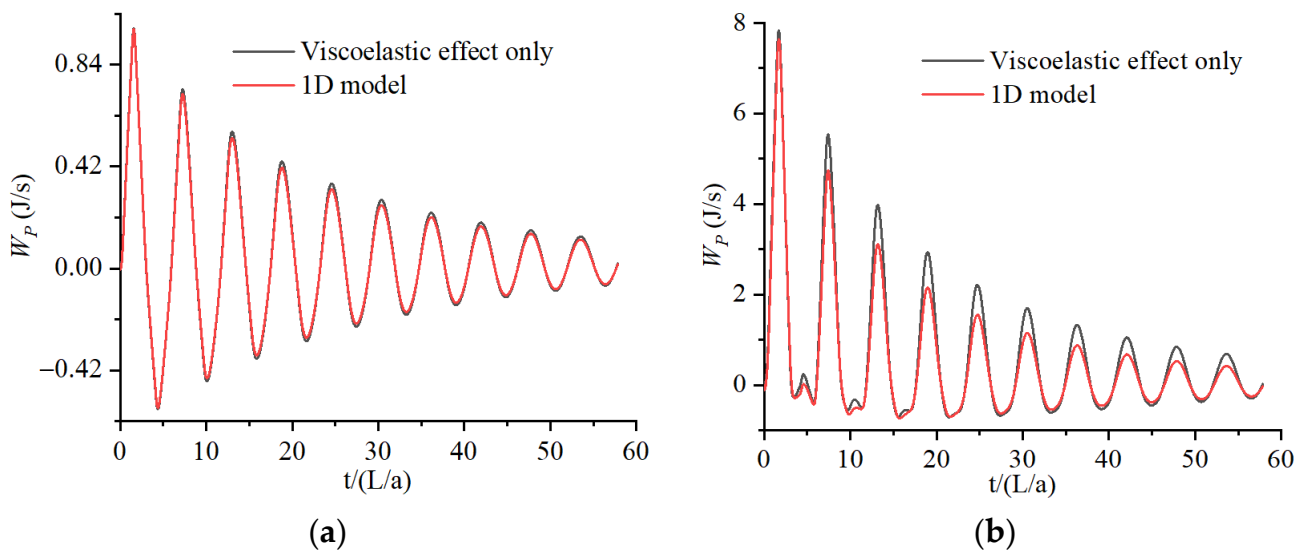 Viscoelastic effect only
1D model
0.84
0.42
0.00
−0.42
W_P (J/s)
0 10 20 30 40 50 60
t/(L/a)
(a)
Viscoelastic effect only
1D model
8
6
4
2
0
W_P (J/s)
0 10 20 30 40 50 60
t/(L/a)
(b)